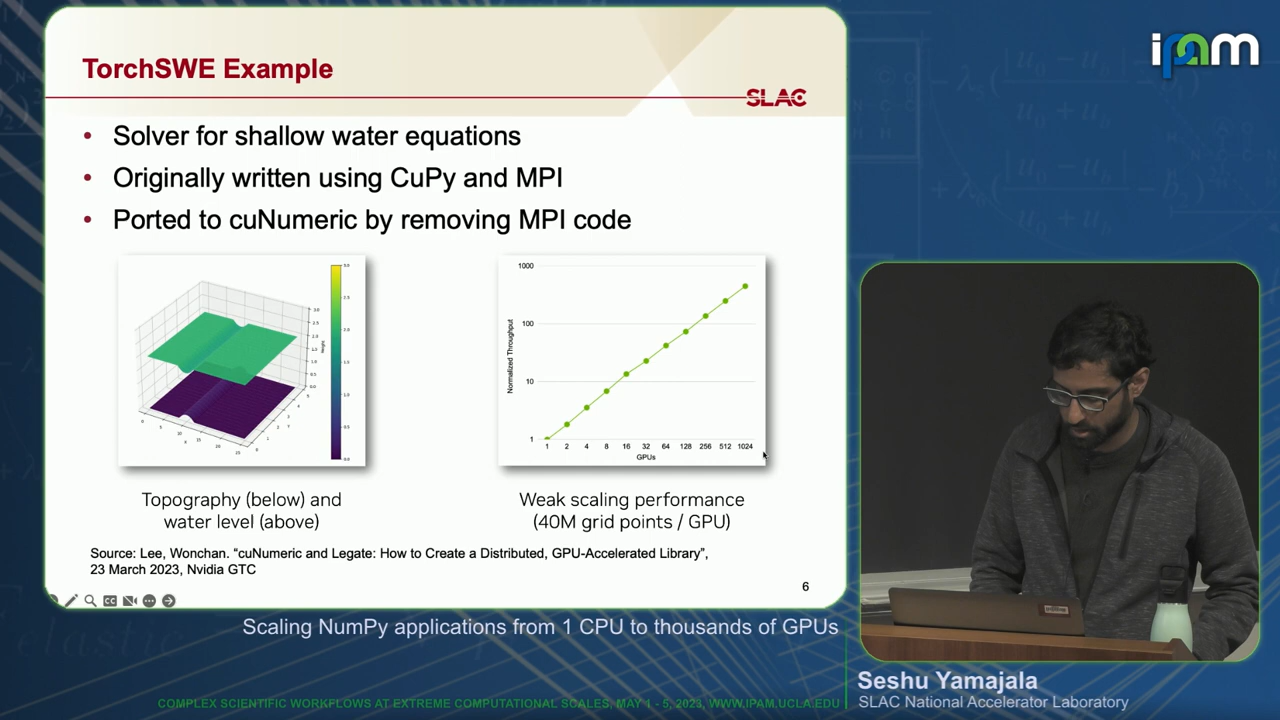 TorchSWE Example
SLAC
ipam
• Solver for shallow water equations
• Originally written using CuPy and MPI
• Ported to cuNumeric by removing MPI code
1000
100
10
1
Normalized Throughput
1 2 4 8 16 32 64 128 256 512 1024
GPUs
Topography (below) and
water level (above)
Weak scaling performance
(40M grid points / GPU)
Source: Lee, Wonchan. “cuNumeric and Legate: How to Create a Distributed, GPU-Accelerated Library”,
23 March 2023, Nvidia GTC
6
Scaling NumPy applications from 1 CPU to thousands of GPUs
Seshu Yamajala
SLAC National Accelerator Laboratory
COMPLEX SCIENTIFIC WORKFLOWS AT EXTREME COMPUTATIONAL SCALES, MAY 1 - 5, 2023, WWW.IPAM.UCLA.EDU